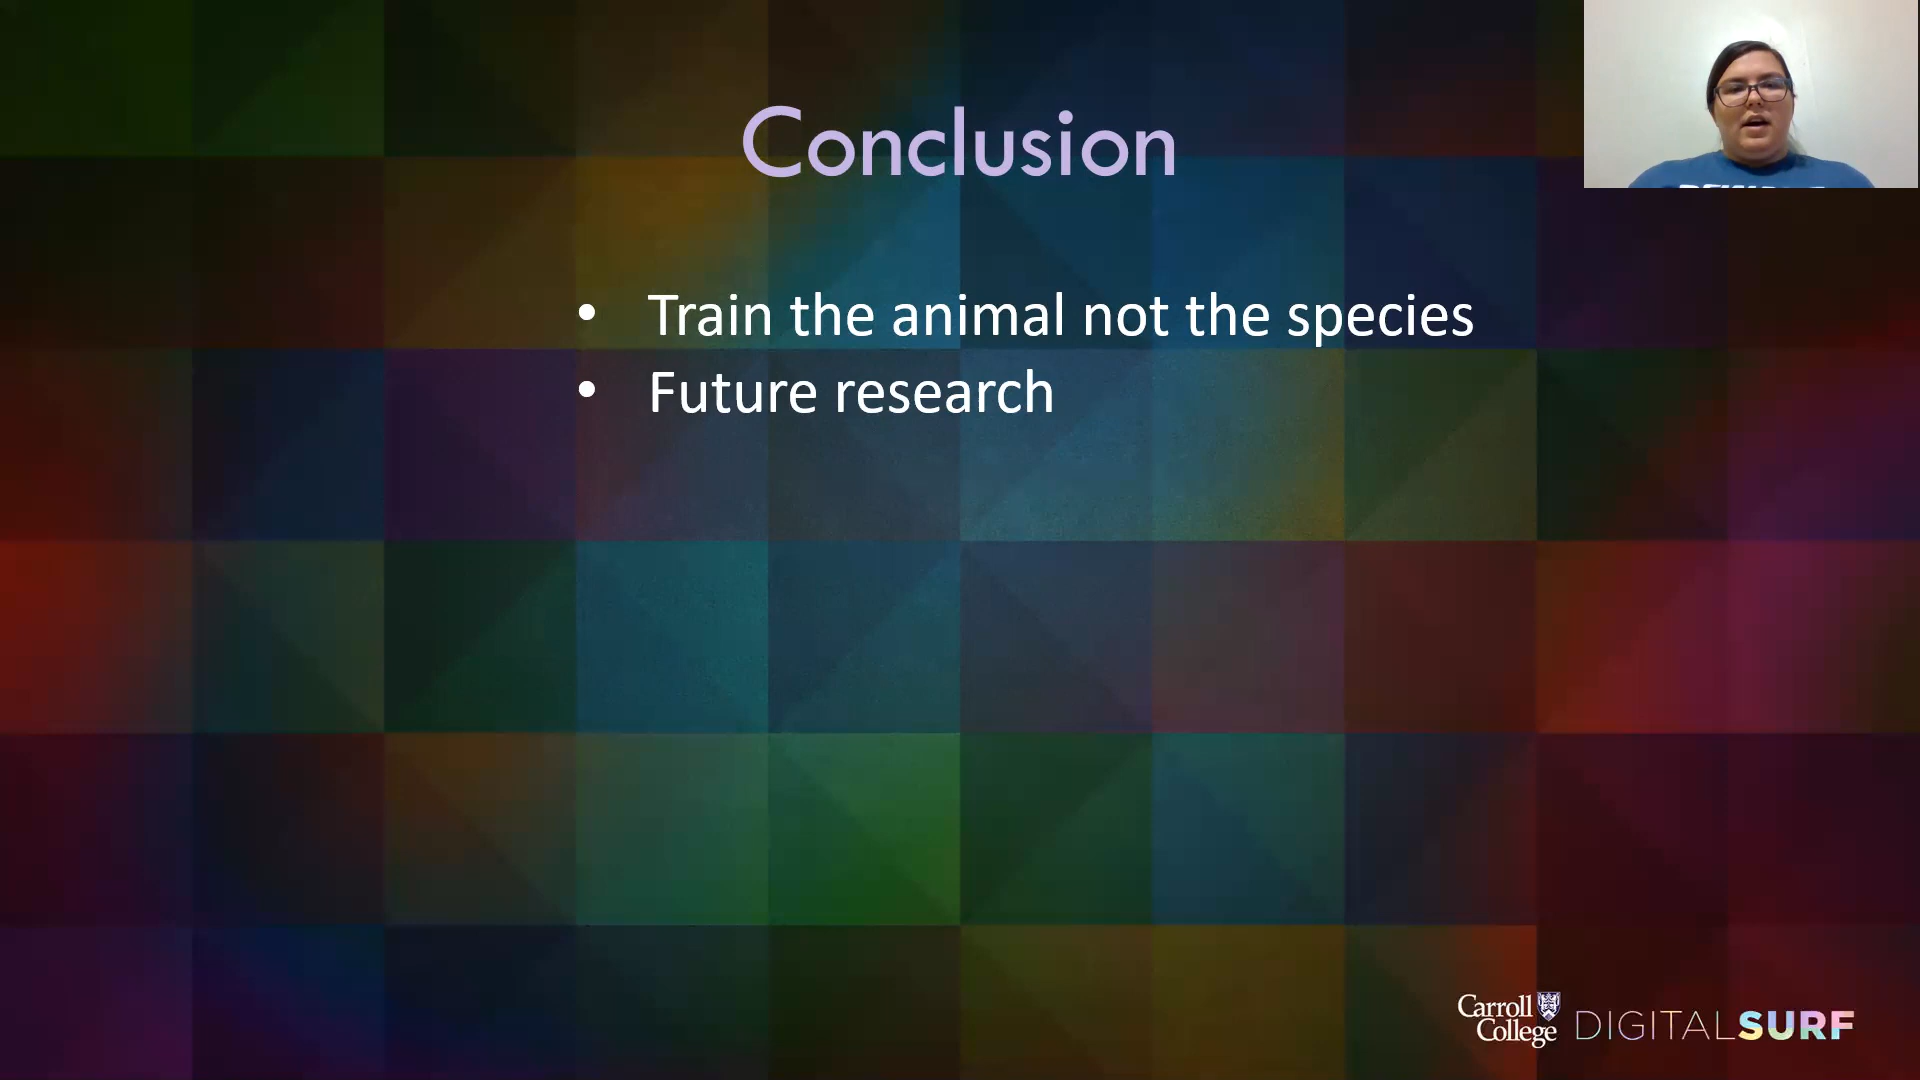 Conclusion
• Train the animal not the species
• Future research
Carroll
College
DIGITALSURF